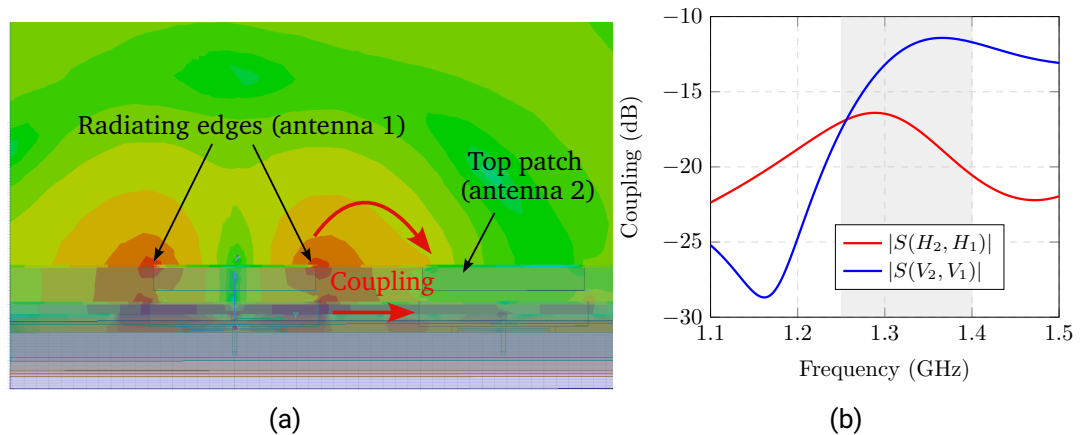 Radiating edges (antenna 1)
Top patch
(antenna 2)
Coupling
(a)
−10
−15
−20
−25
−30
Coupling (dB)
|S(H₂, H₁)|
|S(V₂, V₁)|
1.1
1.2
1.3
1.4
1.5
Frequency (GHz)
(b)